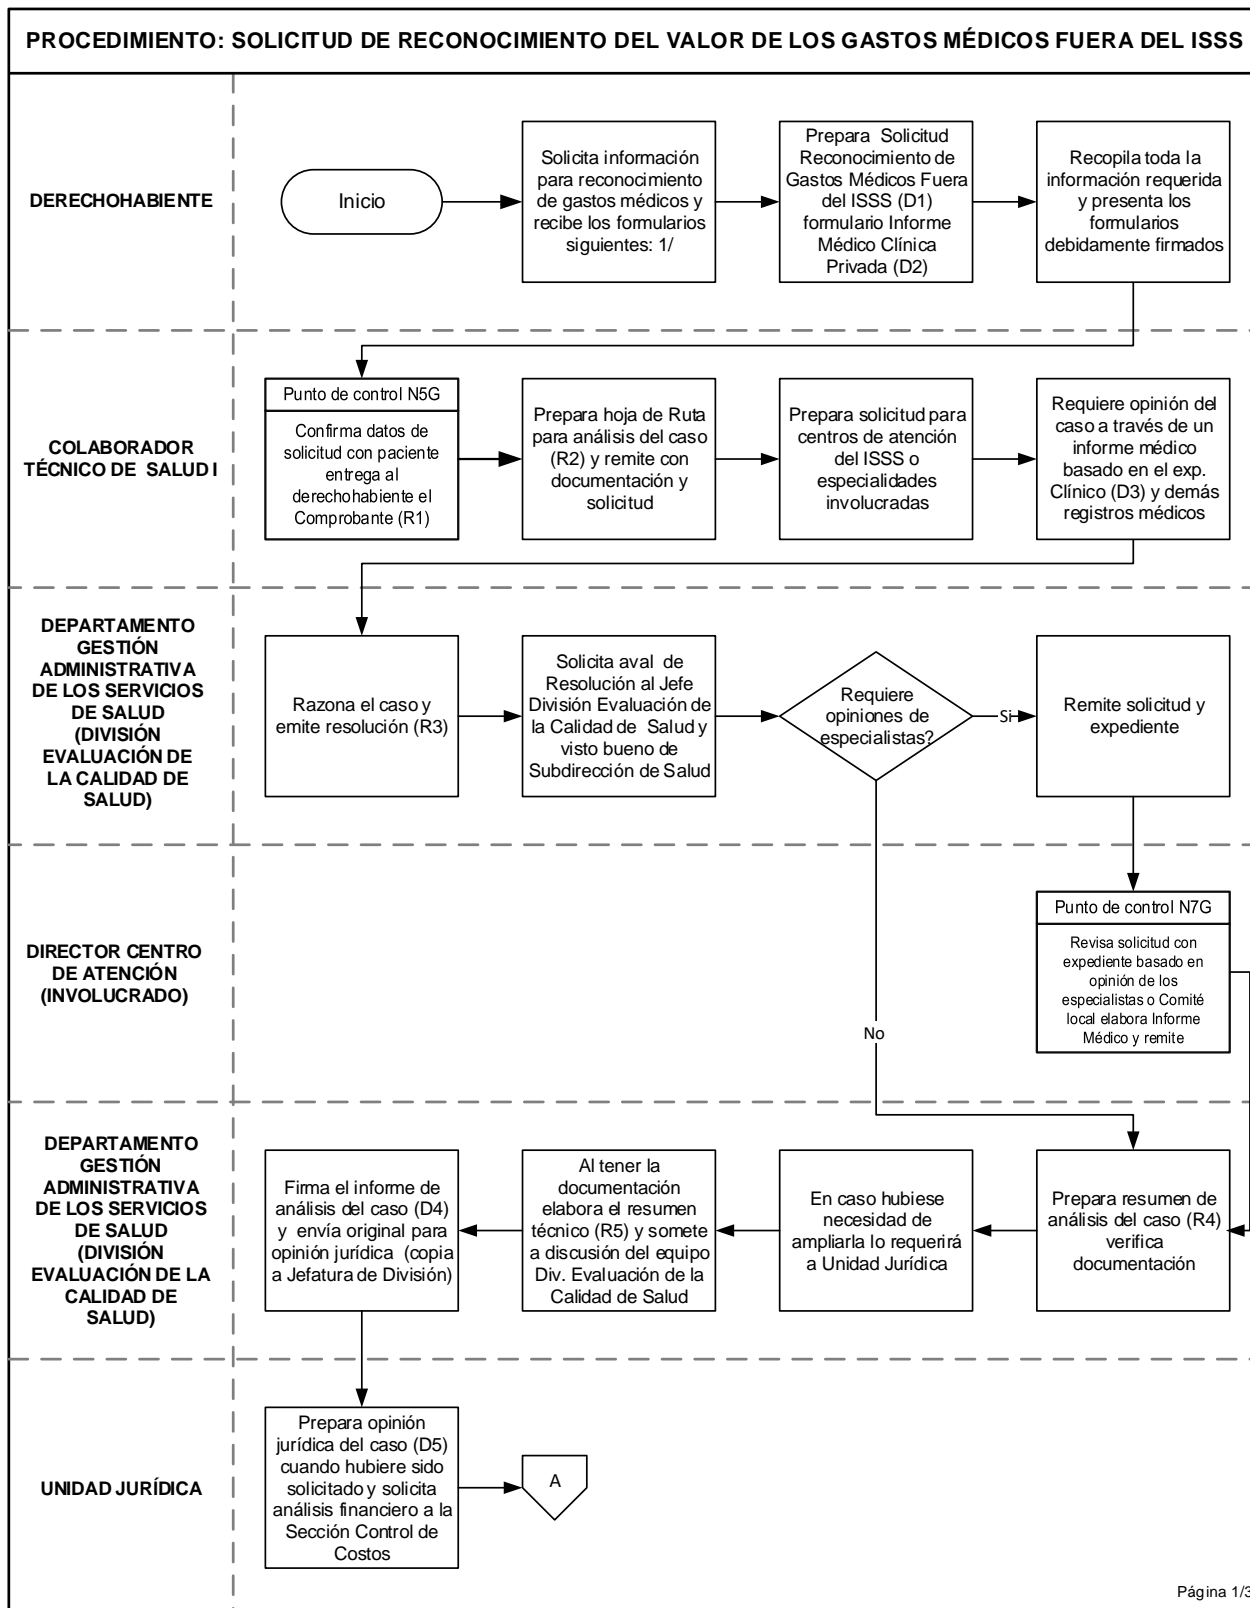 PROCEDIMIENTO: SOLICITUD DE RECONOCIMIENTO DEL VALOR DE LOS GASTOS MÉDICOS FUERA DEL ISSS
DERECHOHABIENTE
Inicio
Solicita información
para reconocimiento
de gastos médicos y
recibe los formularios
siguientes: 1/
Prepara Solicitud
Reconocimiento de
Gastos Médicos Fuera
del ISSS (D1)
formulario Informe
Médico Clínica
Privada (D2)
Recopila toda la
información requerida
y presenta los
formularios
debidamente firmados
COLABORADOR
TÉCNICO DE SALUD I
Punto de control N5G
Confirma datos de
solicitud con paciente
entrega al
derechohabiente el
Comprobante (R1)
Prepara hoja de Ruta
para análisis del caso
(R2) y remite con
documentación y
solicitud
Prepara solicitud para
centros de atención
del ISSS o
especialidades
involucradas
Requiere opinión del
caso a través de un
informe médico
basado en el exp.
Clínico (D3) y demás
registros médicos
DEPARTAMENTO
GESTIÓN
ADMINISTRATIVA
DE LOS SERVICIOS
DE SALUD
(DIVISIÓN
EVALUACIÓN DE
LA CALIDAD DE
SALUD)
Razona el caso y
emite resolución (R3)
Solicita aval de
Resolución al Jefe
División Evaluación de
la Calidad de Salud y
visto bueno de
Subdirección de Salud
Requiere
opiniones de
especialistas?
Si
Remite solicitud y
expediente
DIRECTOR CENTRO
DE ATENCIÓN
(INVOLUCRADO)
Punto de control N7G
Revisa solicitud con
expediente basado en
opinión de los
especialistas o Comité
local elabora Informe
Médico y remite
No
DEPARTAMENTO
GESTIÓN
ADMINISTRATIVA
DE LOS SERVICIOS
DE SALUD
(DIVISIÓN
EVALUACIÓN DE LA
CALIDAD DE
SALUD)
Firma el informe de
análisis del caso (D4)
y envía original para
opinión jurídica (copia
a Jefatura de División)
Al tener la
documentación
elabora el resumen
técnico (R5) y somete
a discusión del equipo
Div. Evaluación de la
Calidad de Salud
En caso hubiese
necesidad de
ampliarla lo requerirá
a Unidad Jurídica
Prepara resumen de
análisis del caso (R4)
verifica
documentación
UNIDAD JURÍDICA
Prepara opinión
jurídica del caso (D5)
cuando hubiere sido
solicitado y solicita
análisis financiero a la
Sección Control de
Costos
A
Página 1/3